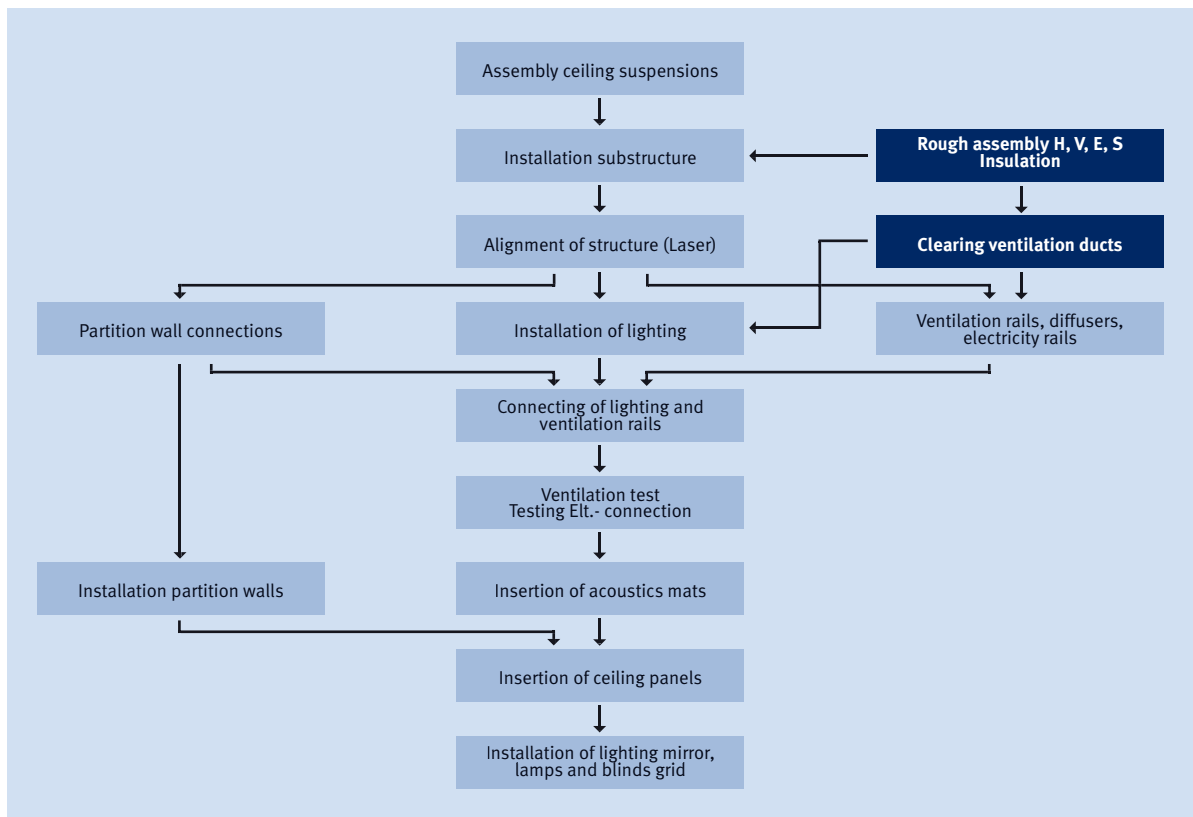 Assembly ceiling suspensions
Installation substructure
Rough assembly H, V, E, S
Insulation
Alignment of structure (Laser)
Clearing ventilation ducts
Partition wall connections
Installation of lighting
Ventilation rails, diffusers,
electricity rails
Connecting of lighting and
ventilation rails
Ventilation test
Testing Elt.- connection
Installation partition walls
Insertion of acoustics mats
Insertion of ceiling panels
Installation of lighting mirror,
lamps and blinds grid